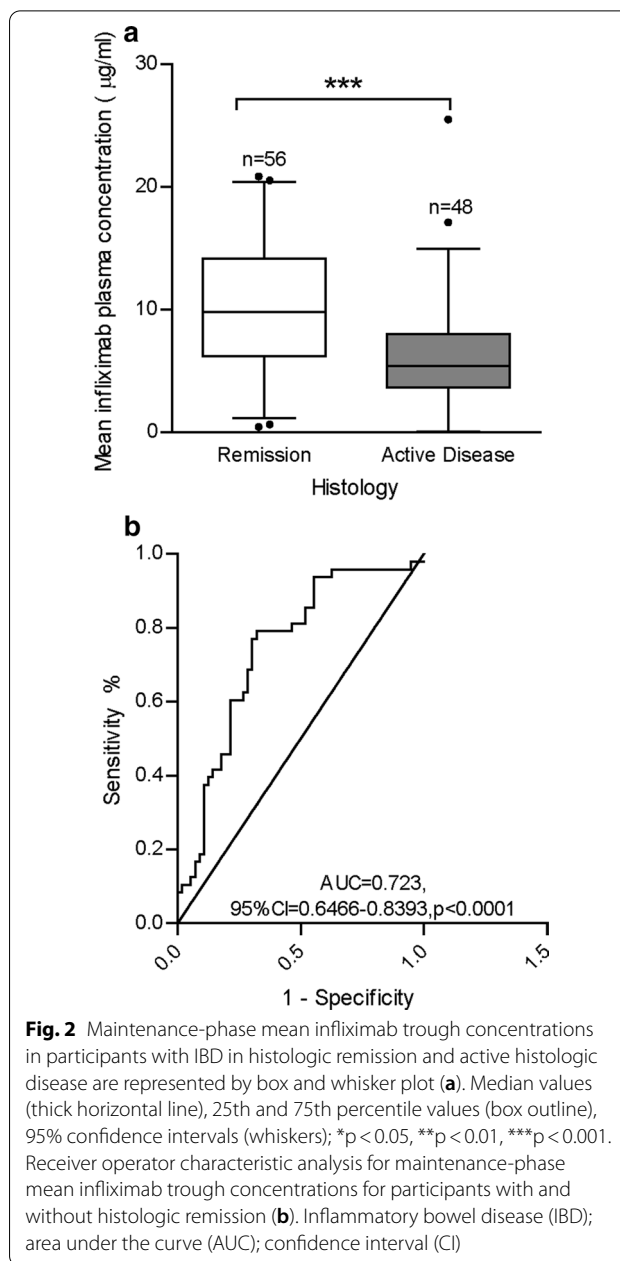 a
Mean infliximab plasma concentration ( µg/ml)
30
20
10
0
***
n=56
n=48
Remission
Active Disease
Histology
b
Sensitivity %
1.0
0.8
0.6
0.4
0.2
0.0
AUC=0.723,
95%CI=0.6466-0.8393,p<0.0001
0.0
0.5
1.0
1.5
1 - Specificity
Fig. 2 Maintenance-phase mean infliximab trough concentrations
in participants with IBD in histologic remission and active histologic
disease are represented by box and whisker plot (a). Median values
(thick horizontal line), 25th and 75th percentile values (box outline),
95% confidence intervals (whiskers); *p < 0.05, **p < 0.01, ***p < 0.001.
Receiver operator characteristic analysis for maintenance-phase
mean infliximab trough concentrations for participants with and
without histologic remission (b). Inflammatory bowel disease (IBD);
area under the curve (AUC); confidence interval (CI)